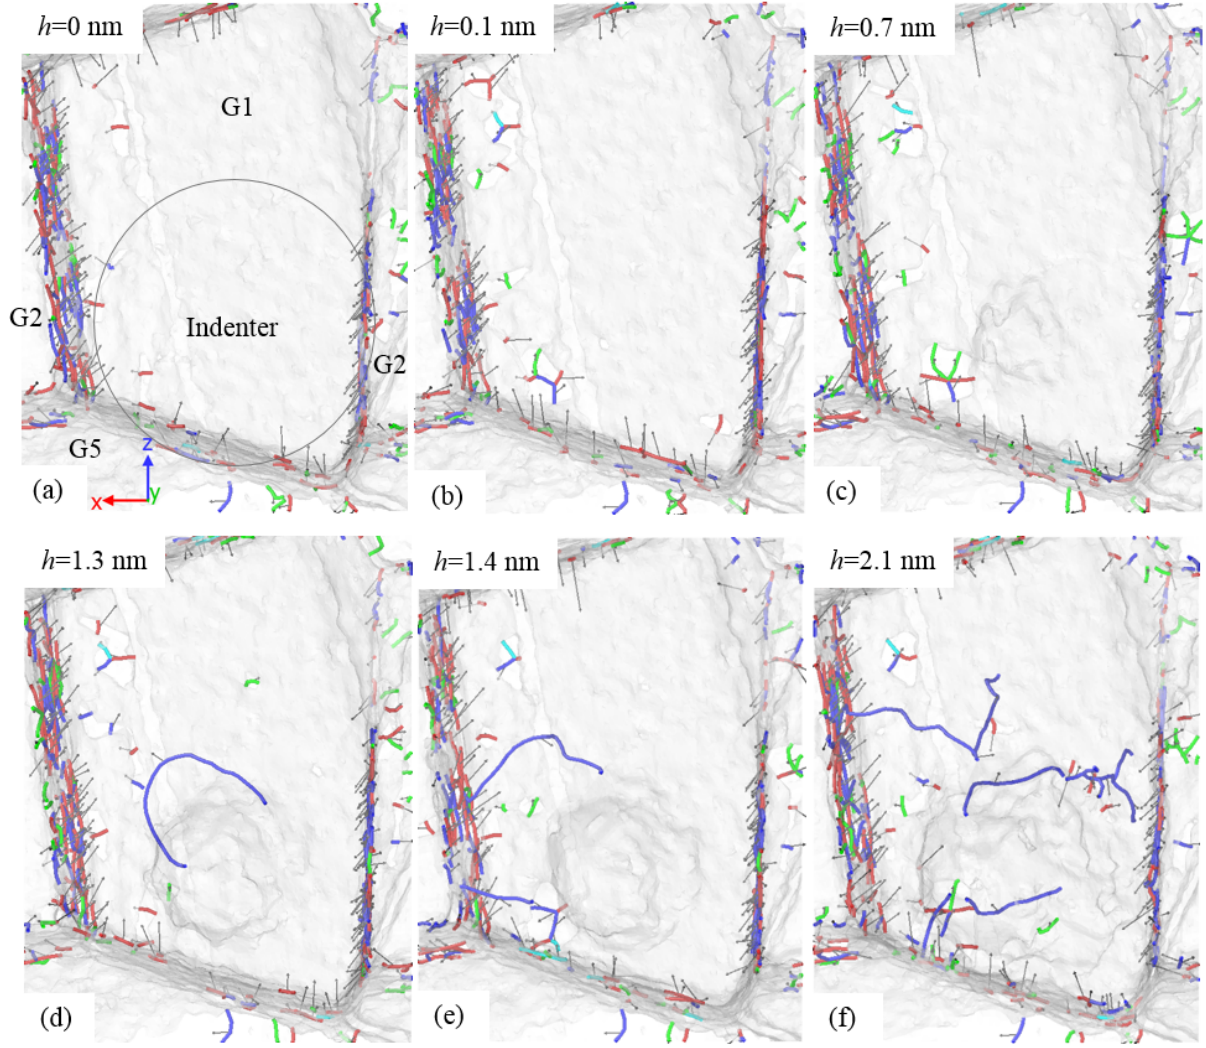 h=0 nm
h=0.1 nm
h=0.7 nm
G1
Indenter
G2
G2
G5
z
x
y
(a)
(b)
(c)
h=1.3 nm
h=1.4 nm
h=2.1 nm
(d)
(e)
(f)